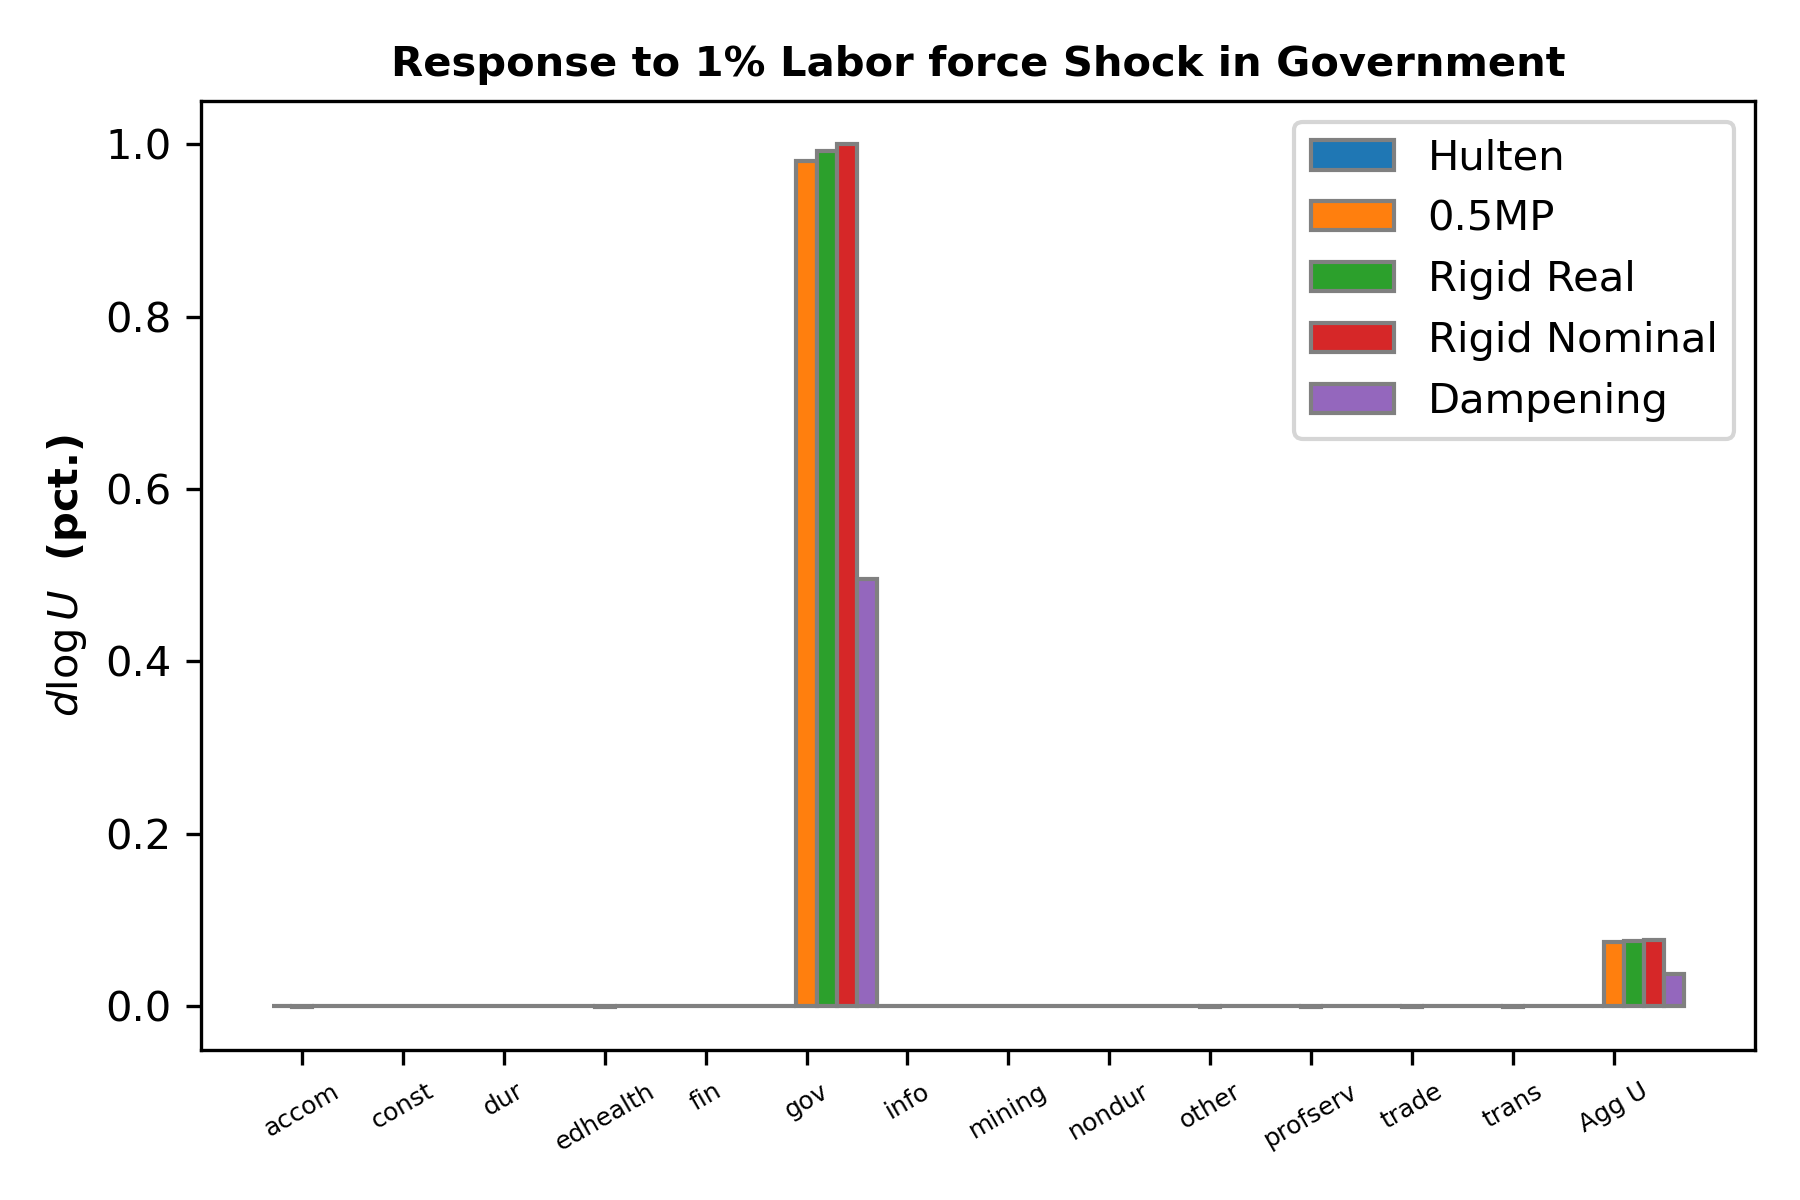 Response to 1% Labor force Shock in Government
d log U (pct.)
1.0
0.8
0.6
0.4
0.2
0.0
Hulten
0.5MP
Rigid Real
Rigid Nominal
Dampening
accom const dur edhealth fin gov info mining nondur other profserv trade trans Agg U